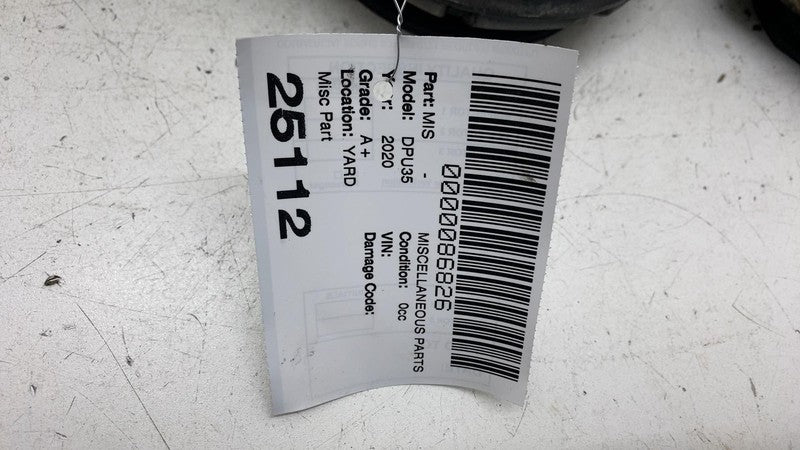 0000086826
Part: MIS - MISCELLANEOUS PARTS
Model: DPU35 Condition: 0cc
2020 VIN:
Grade: A+ Damage Code:
Location: YARD
Misc Part
25112